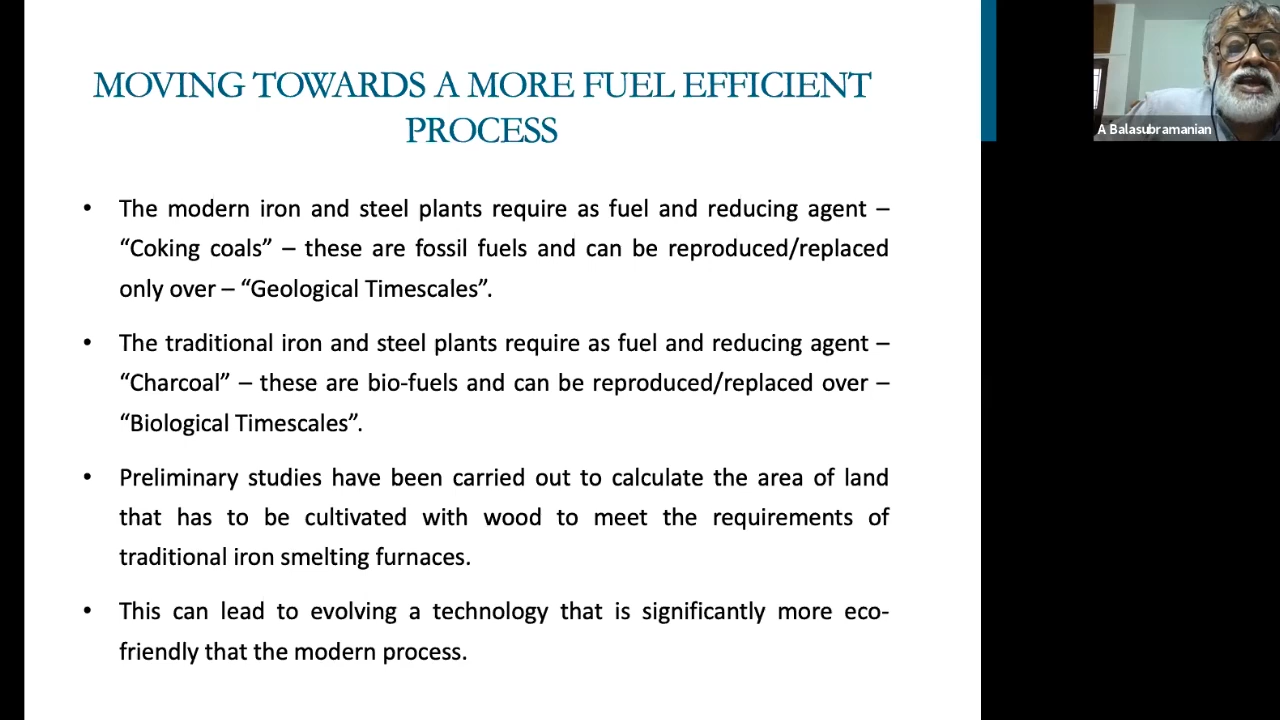 MOVING TOWARDS A MORE FUEL EFFICIENT
PROCESS
• The modern iron and steel plants require as fuel and reducing agent –
“Coking coals” – these are fossil fuels and can be reproduced/replaced
only over – “Geological Timescales”.
• The traditional iron and steel plants require as fuel and reducing agent –
“Charcoal” – these are bio-fuels and can be reproduced/replaced over –
“Biological Timescales”.
• Preliminary studies have been carried out to calculate the area of land
that has to be cultivated with wood to meet the requirements of
traditional iron smelting furnaces.
• This can lead to evolving a technology that is significantly more eco-
friendly that the modern process.
A Balasubramanian